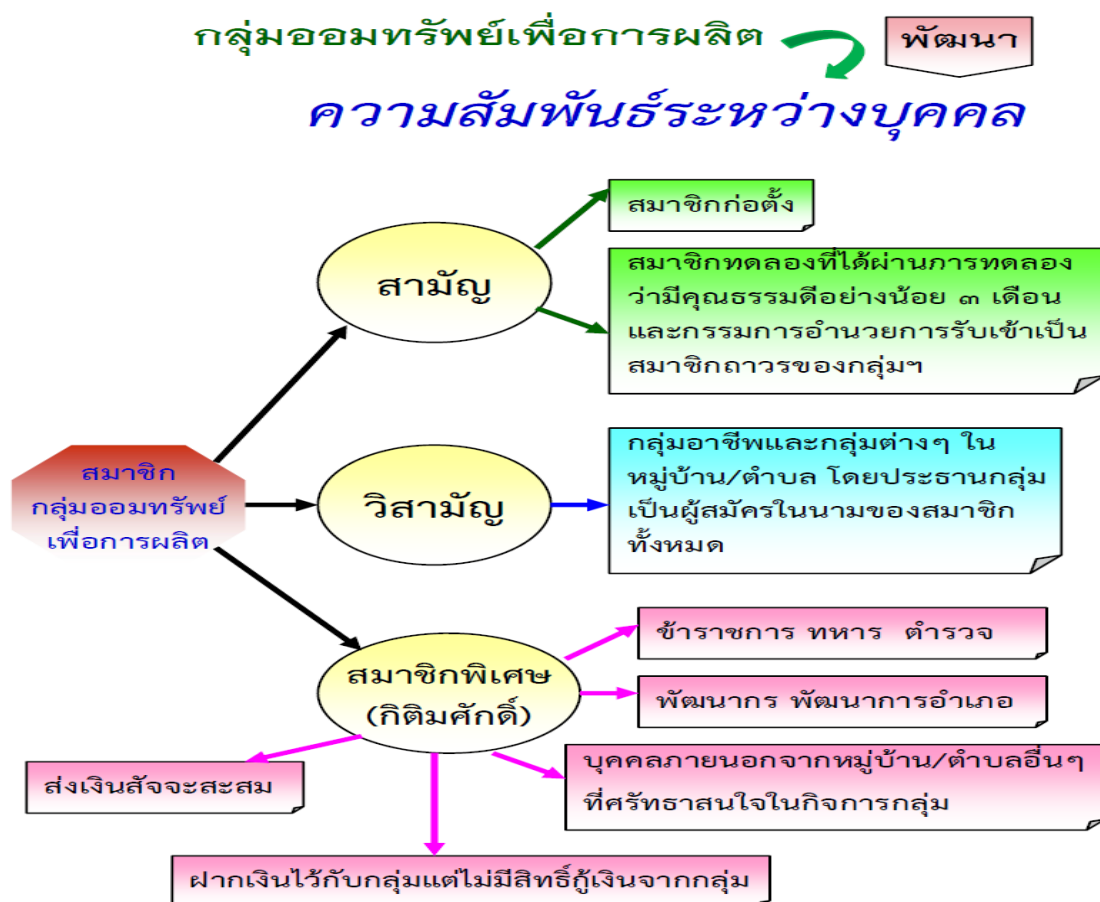 กลุ่มออมทรัพย์เพื่อการผลิต
พัฒนา
ความสัมพันธ์ระหว่างบุคคล
สมาชิก
กลุ่มออมทรัพย์
เพื่อการผลิต
สามัญ
สมาชิกก่อตั้ง
สมาชิกทดลองที่ได้ผ่านการทดลอง
ว่ามีคุณธรรมดีอย่างน้อย ๓ เดือน
และกรรมการอำนวยการรับเข้าเป็น
สมาชิกถาวรของกลุ่มฯ
วิสามัญ
กลุ่มอาชีพและกลุ่มต่างๆ ใน
หมู่บ้าน/ตำบล โดยประธานกลุ่ม
เป็นผู้สมัครในนามของสมาชิก
ทั้งหมด
สมาชิกพิเศษ
(กิติมศักดิ์)
ข้าราชการ ทหาร ตำรวจ
พัฒนากร พัฒนาการอำเภอ
บุคคลภายนอกจากหมู่บ้าน/ตำบลอื่นๆ
ที่ศรัทธาสนใจในกิจการกลุ่ม
ส่งเงินสัจจะสะสม
ฝากเงินไว้กับกลุ่มแต่ไม่มีสิทธิ์กู้เงินจากกลุ่ม